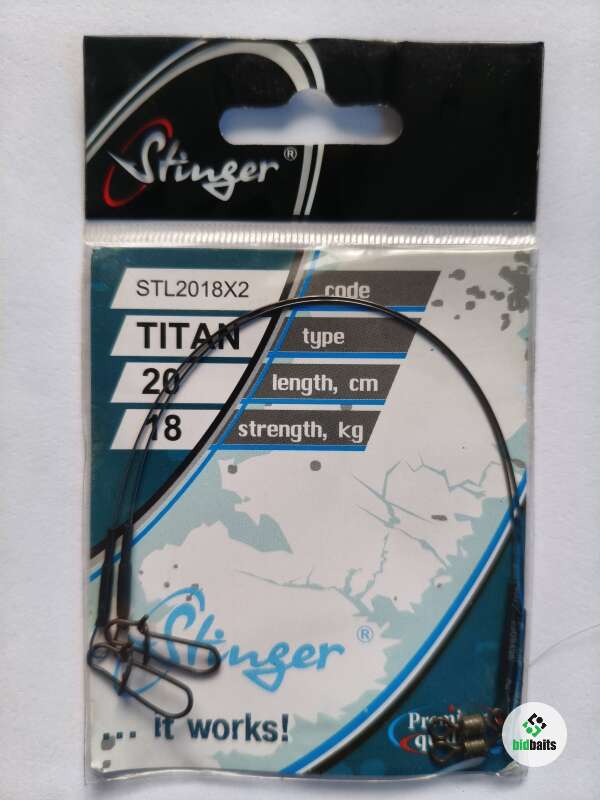 Stinger®
STL2018X2 code
TITAN type
20 length, cm
18 strength, kg
Stinger®
... it works!
bidbaits